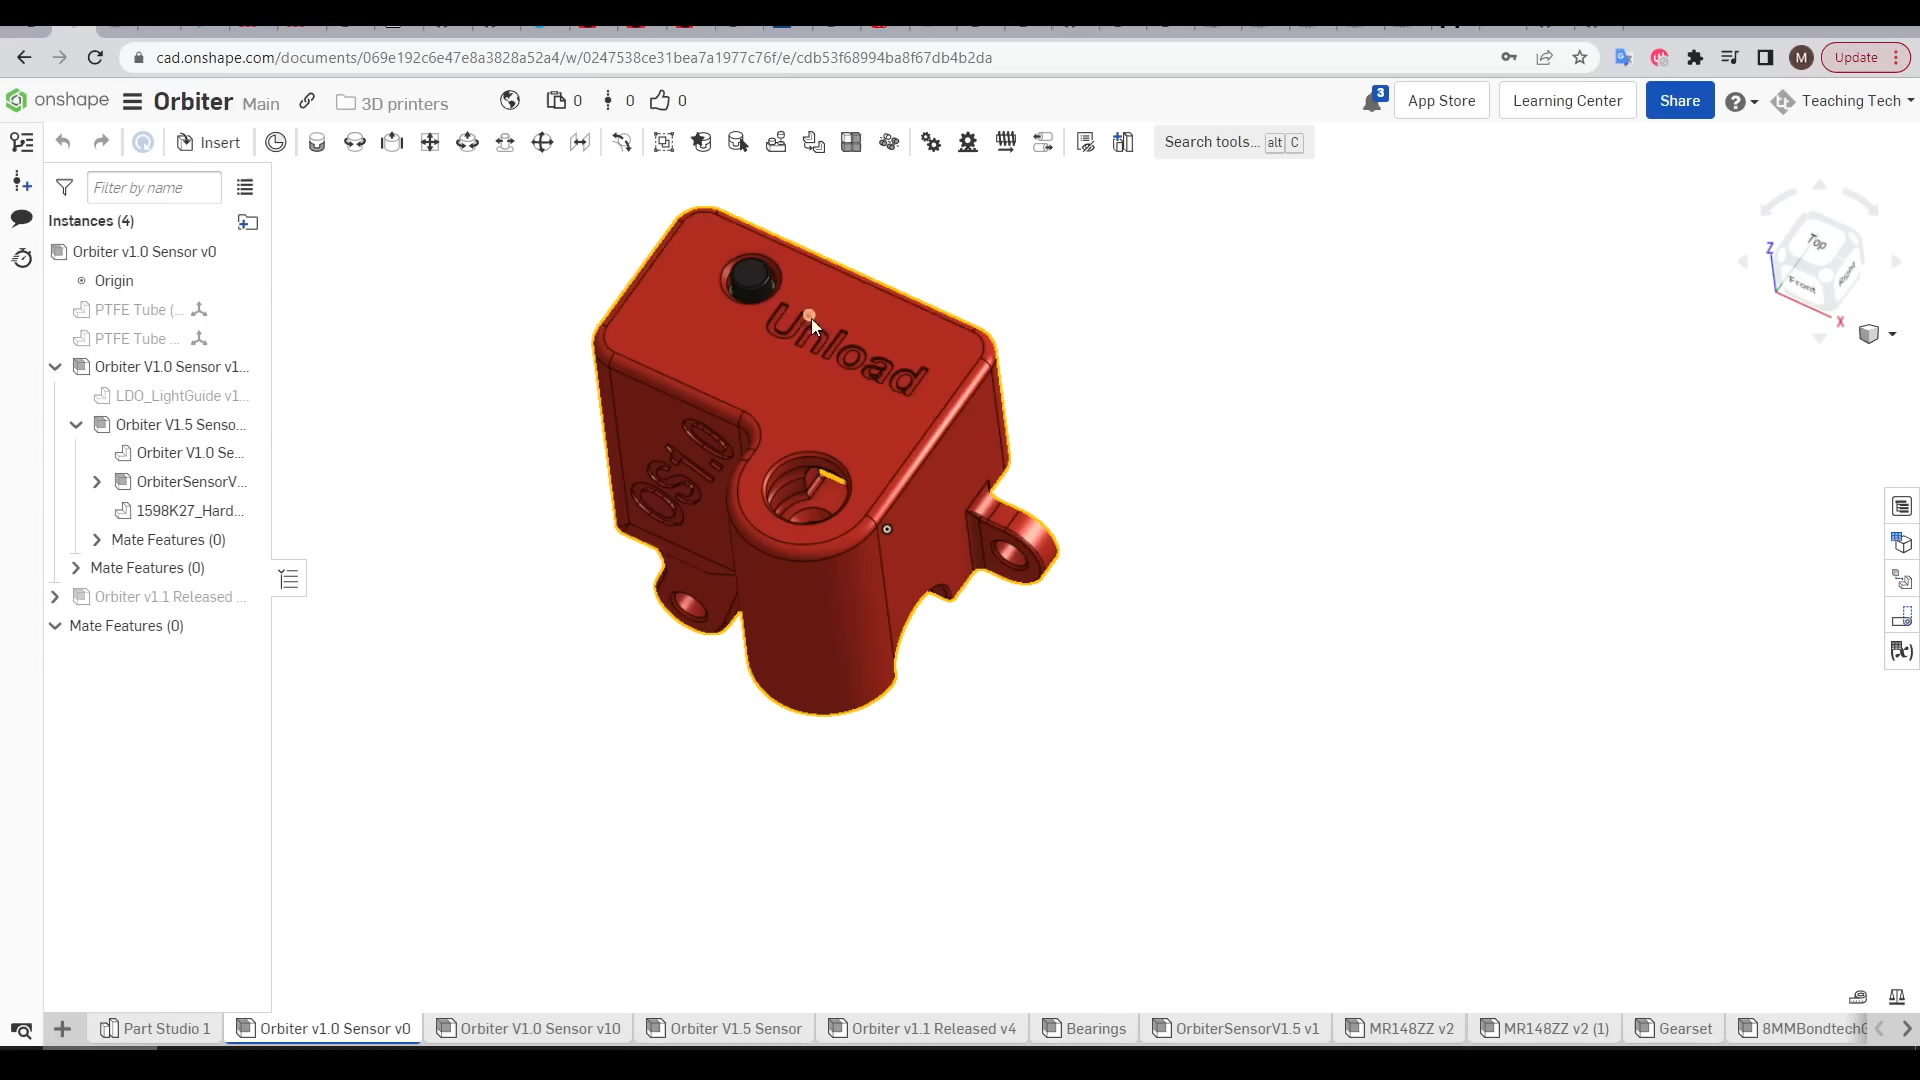 cad.onshape.com/documents/069e192c6e47e8a3828a52a4/w/0247538ce31bea7a1977c76f/e/cdb53f68994ba8f67db4b2da
M
Update
onshape
Orbiter Main
3D printers
0
0
0
3
App Store
Learning Center
Share
Teaching Tech
Insert
Search tools... alt C
Filter by name
Instances (4)
Orbiter v1.0 Sensor v0
Origin
PTFE Tube (...
PTFE Tube ...
Orbiter V1.0 Sensor v1...
LDO_LightGuide v1...
Orbiter V1.5 Senso...
Orbiter V1.0 Se...
OrbiterSensorV...
1598K27_Hard...
Mate Features (0)
Mate Features (0)
Orbiter v1.1 Released ...
Mate Features (0)
Unload
OS1.0
Z
Top
Front
Right
X
(x)
Part Studio 1
Orbiter v1.0 Sensor v0
Orbiter V1.0 Sensor v10
Orbiter V1.5 Sensor
Orbiter v1.1 Released v4
Bearings
OrbiterSensorV1.5 v1
MR148ZZ v2
MR148ZZ v2 (1)
Gearset
8MMBondtech